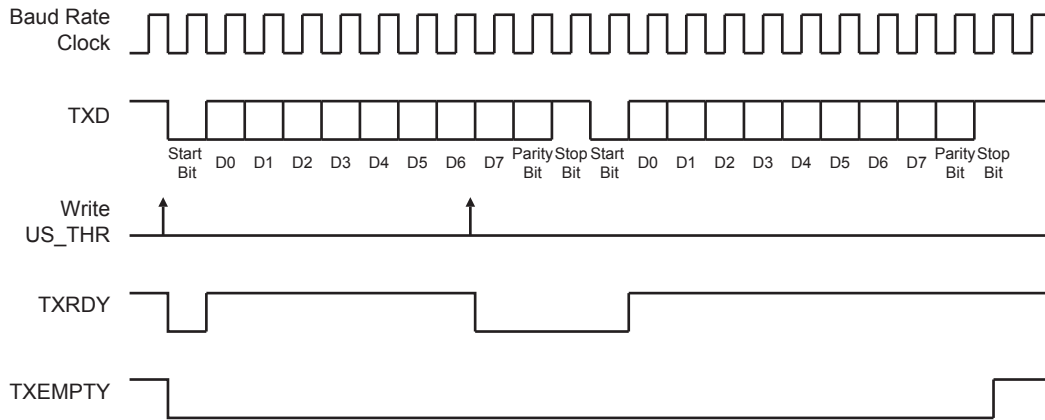 Baud Rate
Clock
TXD
Start
Bit
D0
D1
D2
D3
D4
D5
D6
D7
Parity
Bit
Stop
Bit
Start
Bit
D0
D1
D2
D3
D4
D5
D6
D7
Parity
Bit
Stop
Bit
Write
US_THR
TXRDY
TXEMPTY